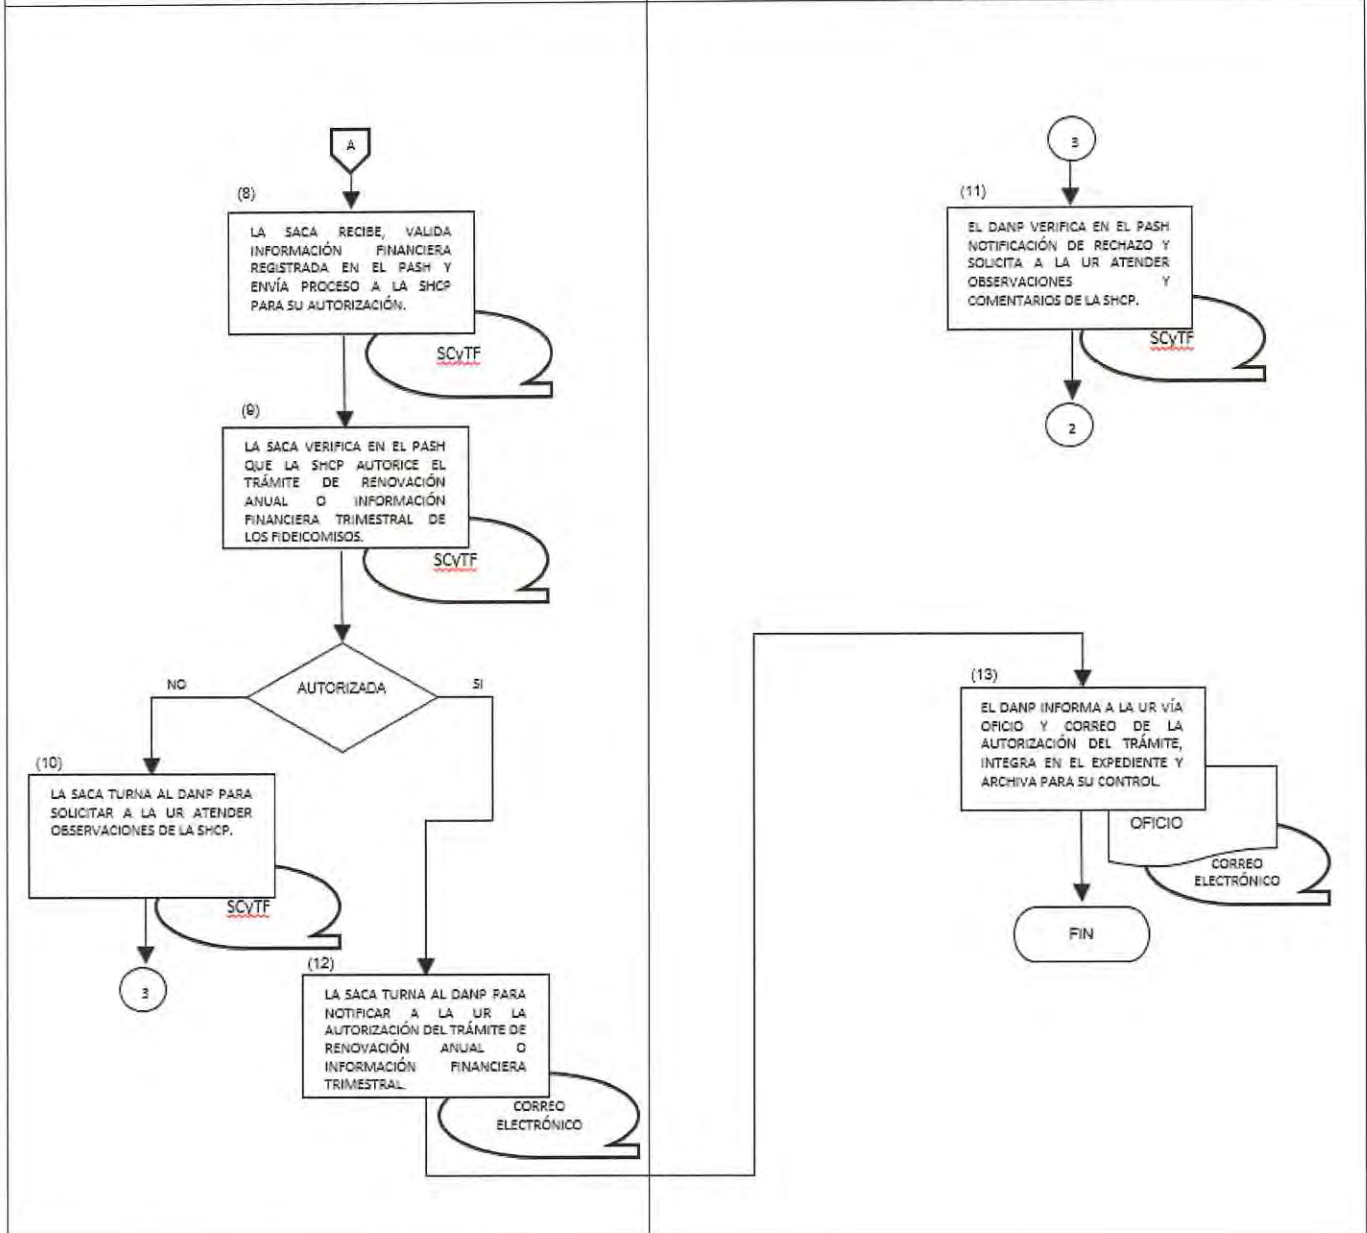 A
(8)
LA SACA RECIBE, VALIDA
INFORMACIÓN FINANCIERA
REGISTRADA EN EL PASH Y
ENVÍA PROCESO A LA SHCP
PARA SU AUTORIZACIÓN.
SCyTF
(9)
LA SACA VERIFICA EN EL PASH
QUE LA SHCP AUTORICE EL
TRÁMITE DE RENOVACIÓN
ANUAL O INFORMACIÓN
FINANCIERA TRIMESTRAL DE
LOS FIDEICOMISOS.
SCyTF
AUTORIZADA
NO
SI
(10)
LA SACA TURNA AL DANP PARA
SOLICITAR A LA UR ATENDER
OBSERVACIONES DE LA SHCP.
SCyTF
3
(12)
LA SACA TURNA AL DANP PARA
NOTIFICAR A LA UR LA
AUTORIZACIÓN DEL TRÁMITE DE
RENOVACIÓN ANUAL O
INFORMACIÓN FINANCIERA
TRIMESTRAL.
CORREO
ELECTRÓNICO
3
(11)
EL DANP VERIFICA EN EL PASH
NOTIFICACIÓN DE RECHAZO Y
SOLICITA A LA UR ATENDER
OBSERVACIONES Y
COMENTARIOS DE LA SHCP.
SCyTF
2
(13)
EL DANP INFORMA A LA UR VÍA
OFICIO Y CORREO DE LA
AUTORIZACIÓN DEL TRÁMITE,
INTEGRA EN EL EXPEDIENTE Y
ARCHIVA PARA SU CONTROL.
OFICIO
CORREO
ELECTRÓNICO
FIN